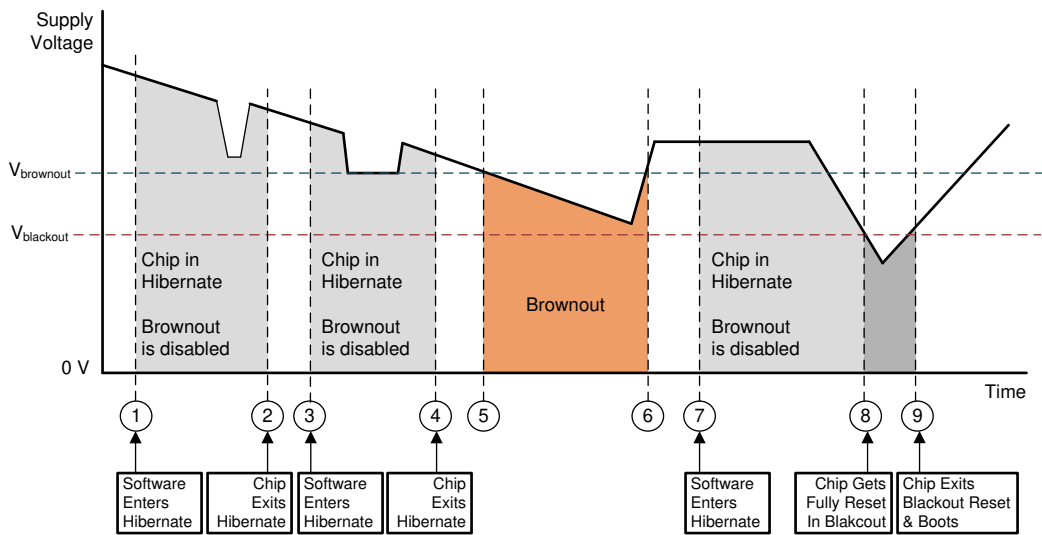 Supply
Voltage
Vbrownout
Vblackout
0 V
Time
Chip in
Hibernate
Brownout
is disabled
Chip in
Hibernate
Brownout
is disabled
Brownout
Chip in
Hibernate
Brownout
is disabled
1
2
3
4
5
6
7
8
9
Software
Enters
Hibernate
Chip
Exits
Hibernate
Software
Enters
Hibernate
Chip
Exits
Hibernate
Software
Enters
Hibernate
Chip Gets
Fully Reset
In Blakcout
Chip Exits
Blackout Reset
& Boots